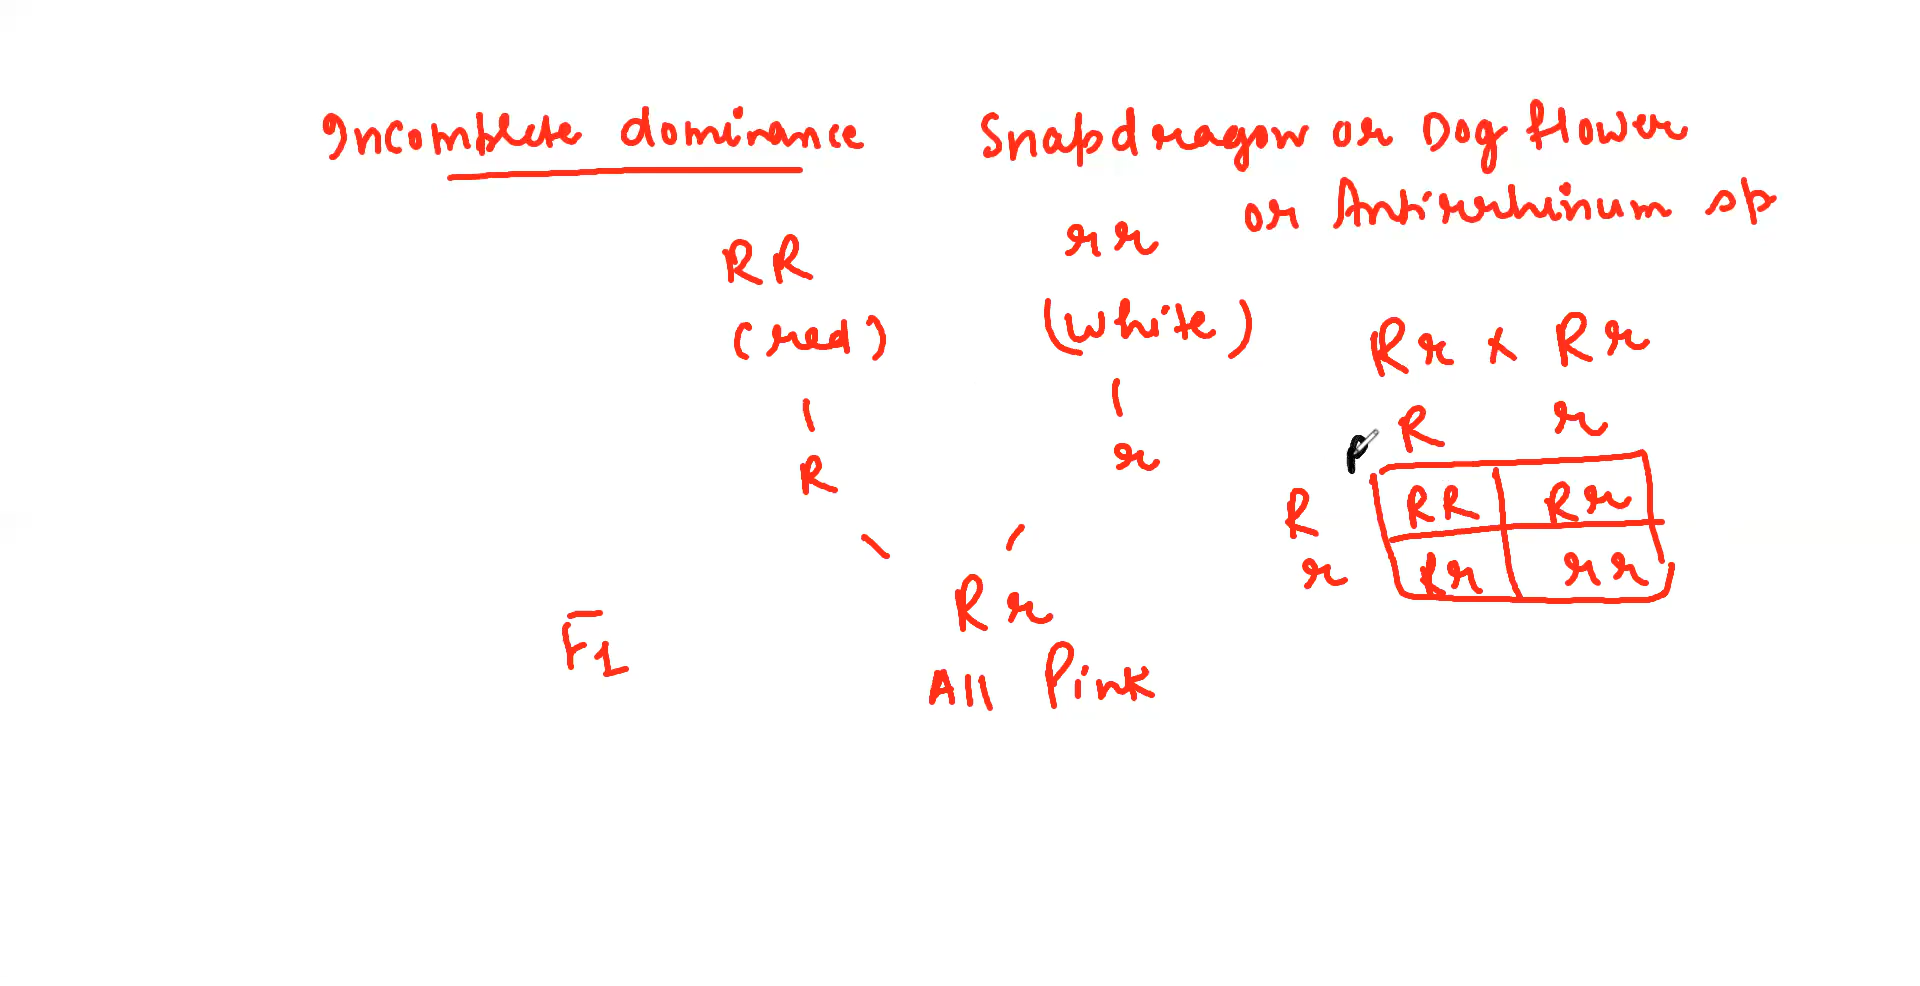 Incomplete dominance
Snapdragon or Dog flower
or Antirrhinum sp
RR rr
(red) (white)
R r
Rr
F1
All Pink
Rr x Rr
R r
R RR Rr
r Rr rr